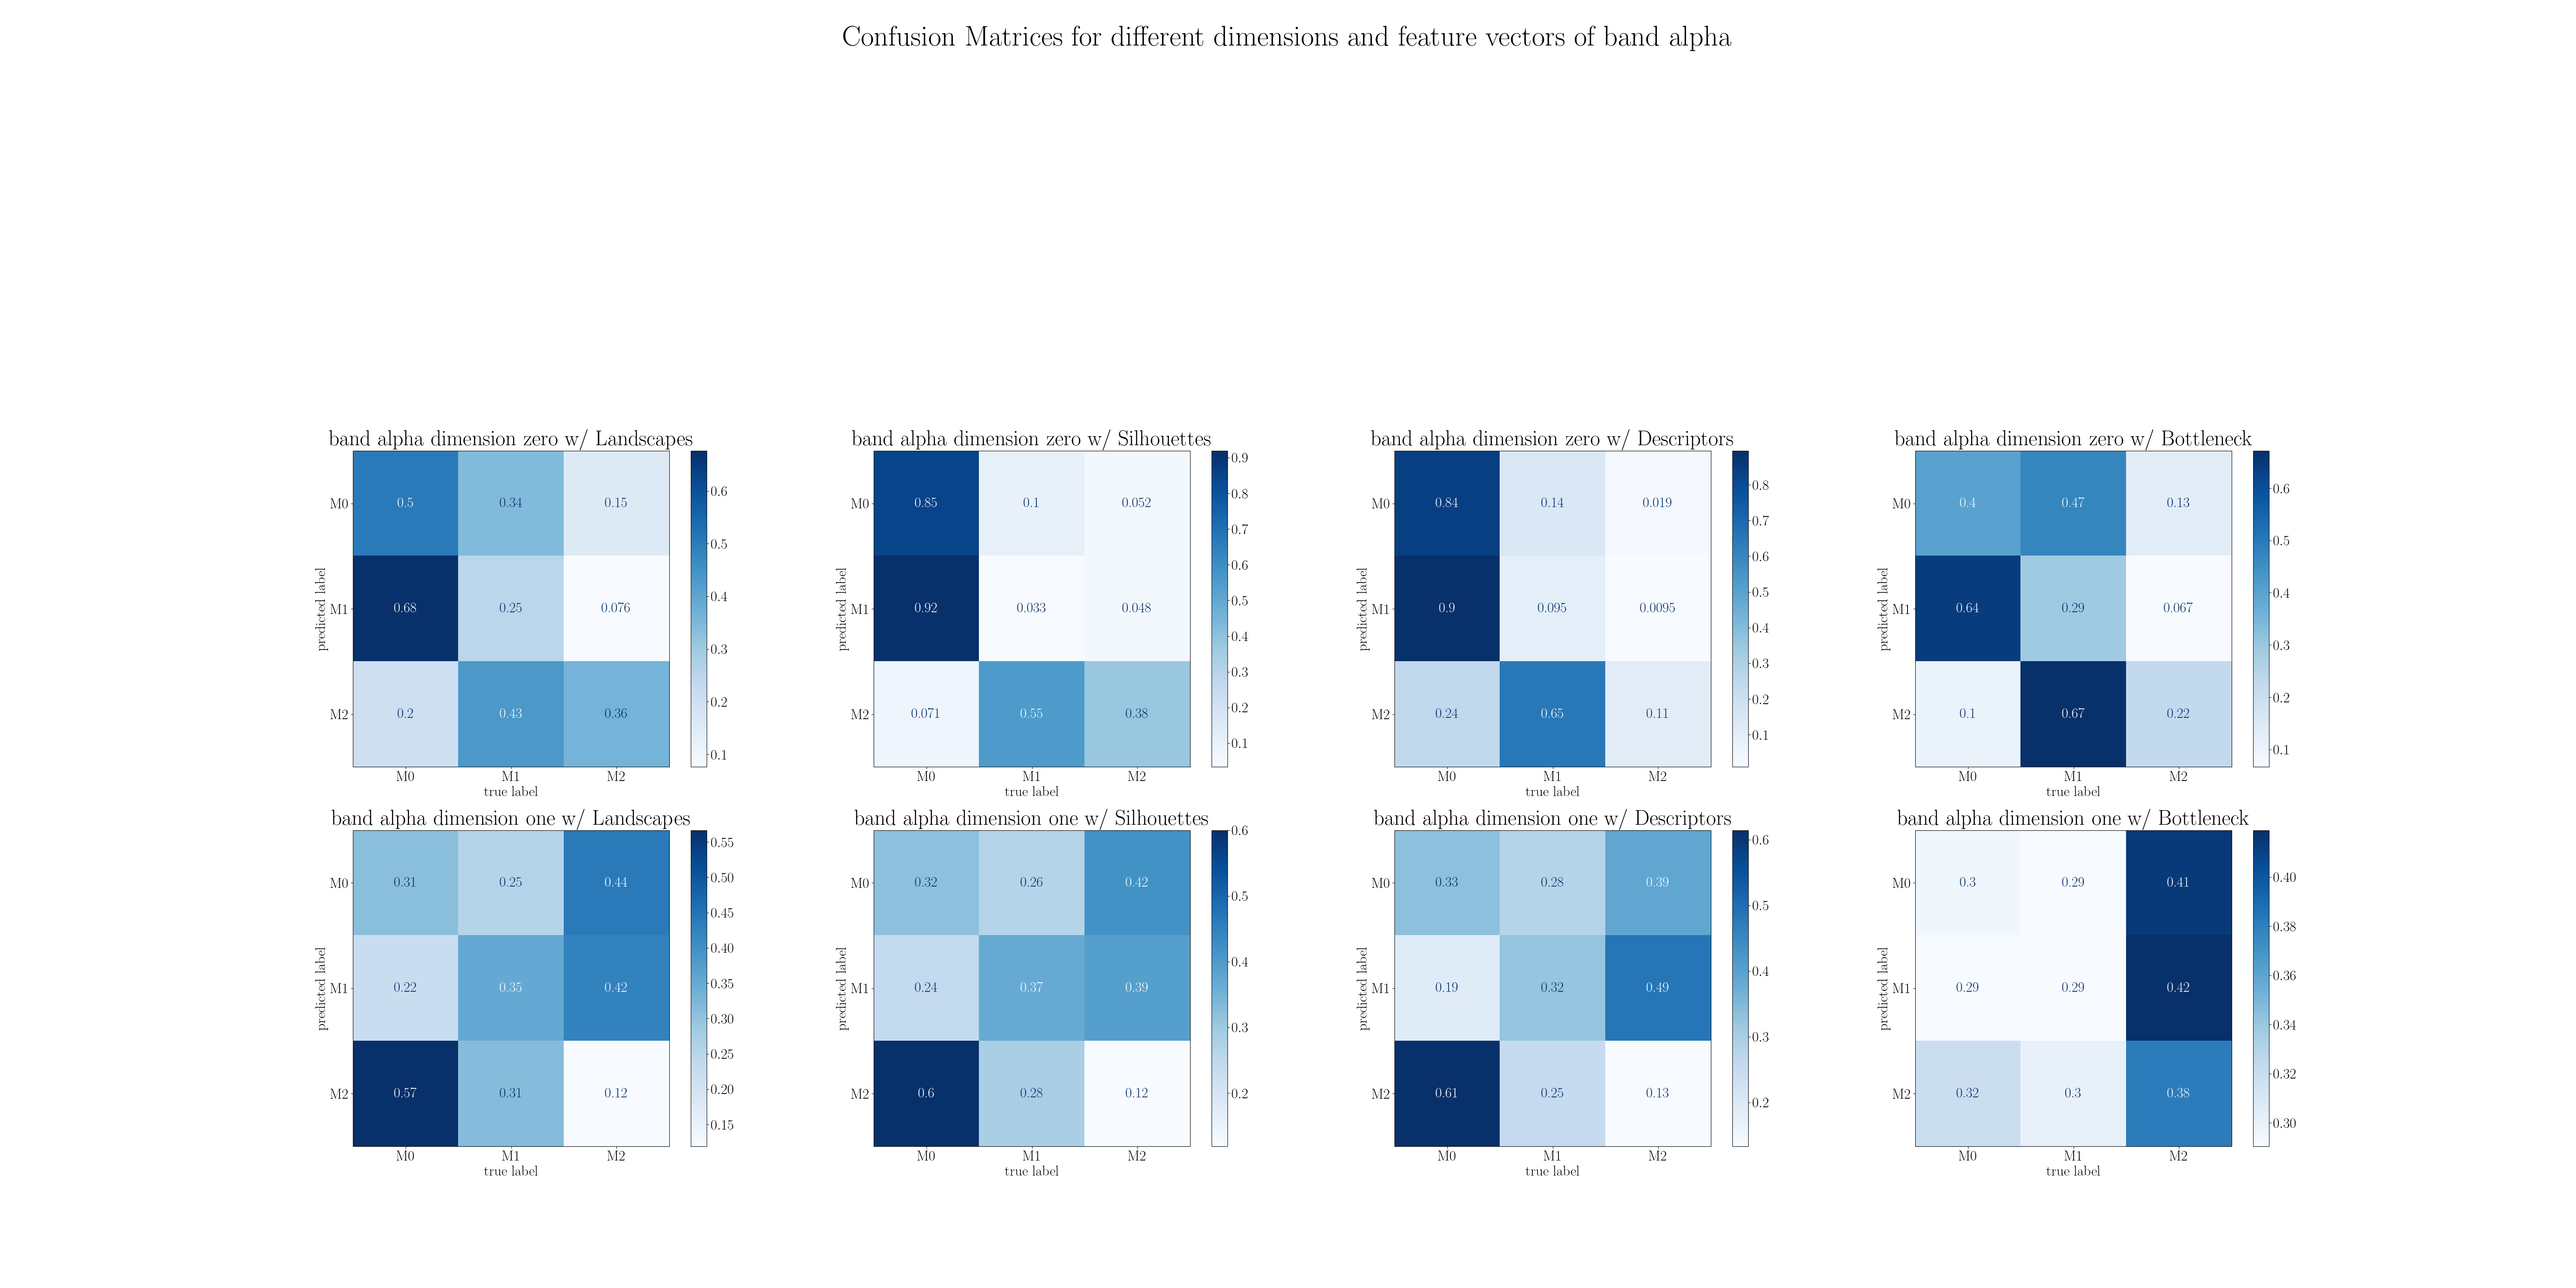 Confusion Matrices for different dimensions and feature vectors of band alpha
band alpha dimension zero w/ Landscapes
predicted label
M0 0.5 0.34 0.15
M1 0.68 0.25 0.076
M2 0.2 0.43 0.36
M0 M1 M2
true label
0.6
0.5
0.4
0.3
0.2
0.1
band alpha dimension zero w/ Silhouettes
predicted label
M0 0.85 0.1 0.052
M1 0.92 0.033 0.048
M2 0.071 0.55 0.38
M0 M1 M2
true label
0.9
0.8
0.7
0.6
0.5
0.4
0.3
0.2
0.1
band alpha dimension zero w/ Descriptors
predicted label
M0 0.84 0.14 0.019
M1 0.9 0.095 0.0095
M2 0.24 0.65 0.11
M0 M1 M2
true label
0.8
0.7
0.6
0.5
0.4
0.3
0.2
0.1
band alpha dimension zero w/ Bottleneck
predicted label
M0 0.4 0.47 0.13
M1 0.64 0.29 0.067
M2 0.1 0.67 0.22
M0 M1 M2
true label
0.6
0.5
0.4
0.3
0.2
0.1
band alpha dimension one w/ Landscapes
predicted label
M0 0.31 0.25 0.44
M1 0.22 0.35 0.42
M2 0.57 0.31 0.12
M0 M1 M2
true label
0.55
0.50
0.45
0.40
0.35
0.30
0.25
0.20
0.15
band alpha dimension one w/ Silhouettes
predicted label
M0 0.32 0.26 0.42
M1 0.24 0.37 0.39
M2 0.6 0.28 0.12
M0 M1 M2
true label
0.6
0.5
0.4
0.3
0.2
band alpha dimension one w/ Descriptors
predicted label
M0 0.33 0.28 0.39
M1 0.19 0.32 0.49
M2 0.61 0.25 0.13
M0 M1 M2
true label
0.6
0.5
0.4
0.3
0.2
band alpha dimension one w/ Bottleneck
predicted label
M0 0.3 0.29 0.41
M1 0.29 0.29 0.42
M2 0.32 0.3 0.38
M0 M1 M2
true label
0.40
0.38
0.36
0.34
0.32
0.30